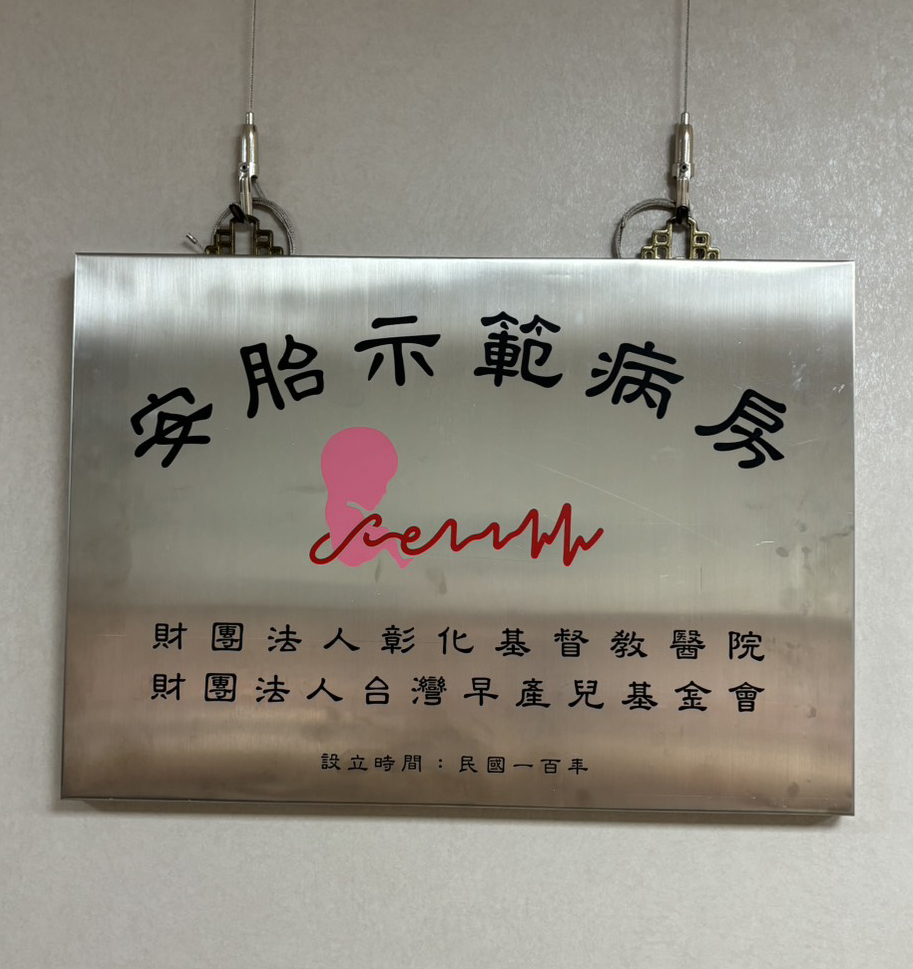 安胎示範病房
財團法人彰化基督教醫院
財團法人台灣早產兒基金會
設立時間：民國一百年